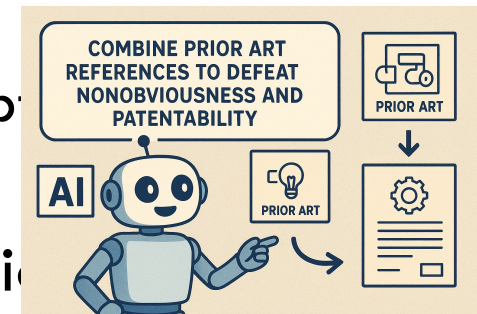 COMBINE PRIOR ART
REFERENCES TO DEFEAT
NONOBVIOUSNESS AND
PATENTABILITY
PRIOR ART
AI
PRIOR ART